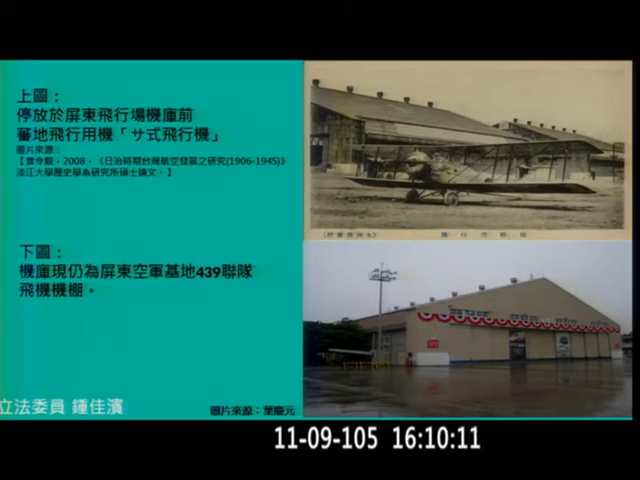 上圖：
停放於屏東飛行場機庫前
蕃地飛行用機「サ式飛行機」
圖片來源：
【曾令毅，2008，《日治時期台灣航空發展之研究(1906-1945)》
淡江大學歷史學系研究所碩士論文。】
下圖：
機庫現仍為屏東空軍基地439聯隊
飛機機棚。
立法委員 鍾佳濱
圖片來源：葉慶元
11-09-105 16:10:11